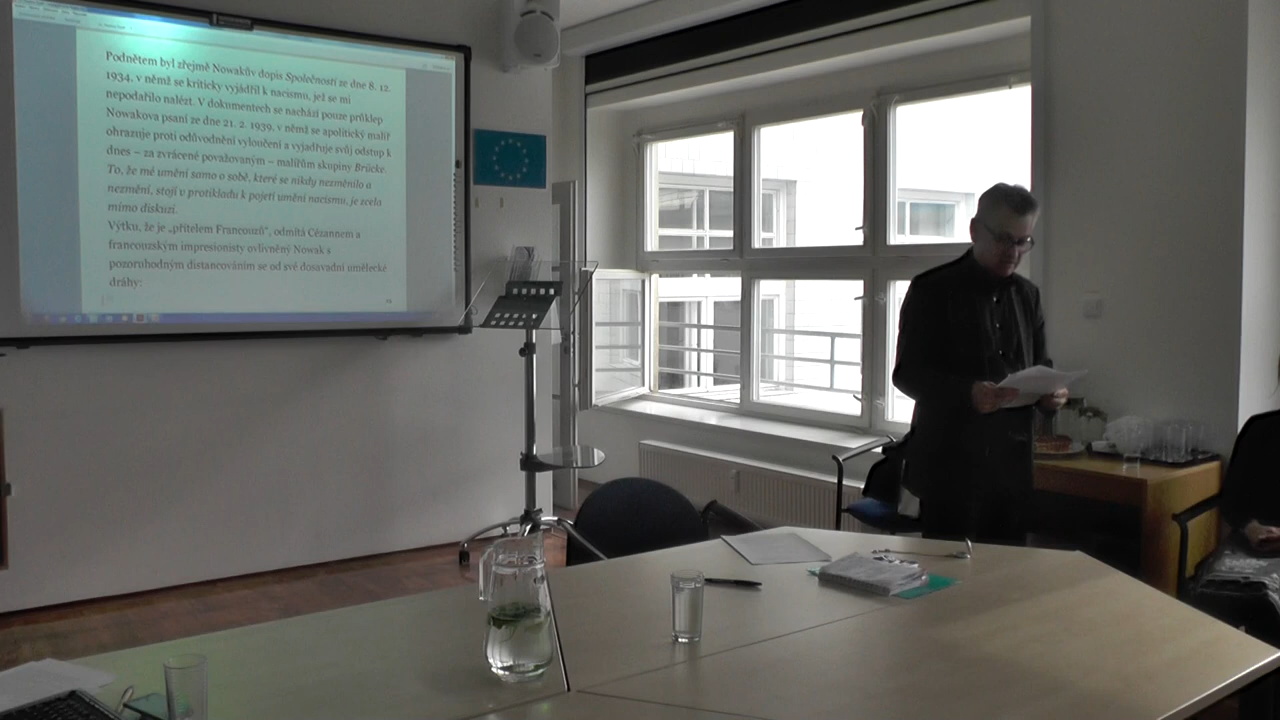 Podnětem byl zřejmě Nowakův dopis Společnosti ze dne 8. 12.
1934, v němž se kriticky vyjádřil k nacismu, jež se mi
nepodařilo nalézt. V dokumentech se nachází pouze průklep
Nowakova psaní ze dne 21. 2. 1939, v němž se apolitický malíř
ohrazuje proti odůvodnění vyloučení a vyjadřuje svůj odstup k
dnes – za zvrácené považovaným – malířům skupiny Brücke.
To, že mé umění samo o sobě, které se nikdy nezměnilo a
nezmění, stojí v protikladu k pojetí umění nacismu, je zcela
mimo diskuzi.
Výtku, že je „přítelem Francouzů“, odmítá Cézannem a
francouzským impresionisty ovlivněný Nowak s
pozoruhodným distancováním se od své dosavadní umělecké
dráhy: